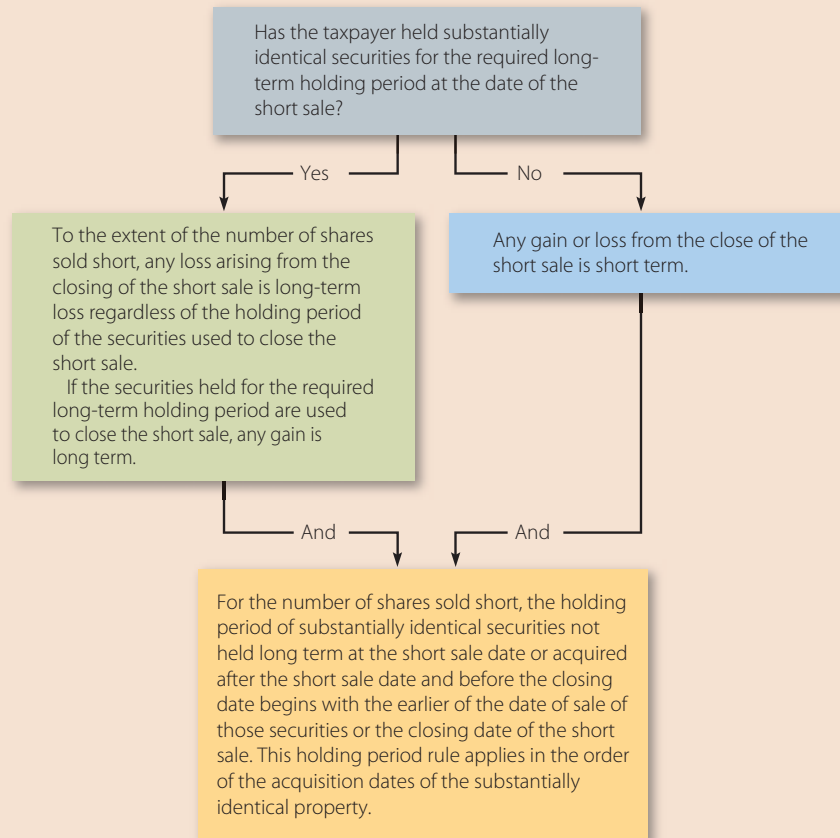 Has the taxpayer held substantially
identical securities for the required long-
term holding period at the date of the
short sale?
Yes
No
To the extent of the number of shares
sold short, any loss arising from the
closing of the short sale is long-term
loss regardless of the holding period
of the securities used to close the
short sale.
If the securities held for the required
long-term holding period are used
to close the short sale, any gain is
long term.
Any gain or loss from the close of the
short sale is short term.
And
And
For the number of shares sold short, the holding
period of substantially identical securities not
held long term at the short sale date or acquired
after the short sale date and before the closing
date begins with the earlier of the date of sale of
those securities or the closing date of the short
sale. This holding period rule applies in the order
of the acquisition dates of the substantially
identical property.